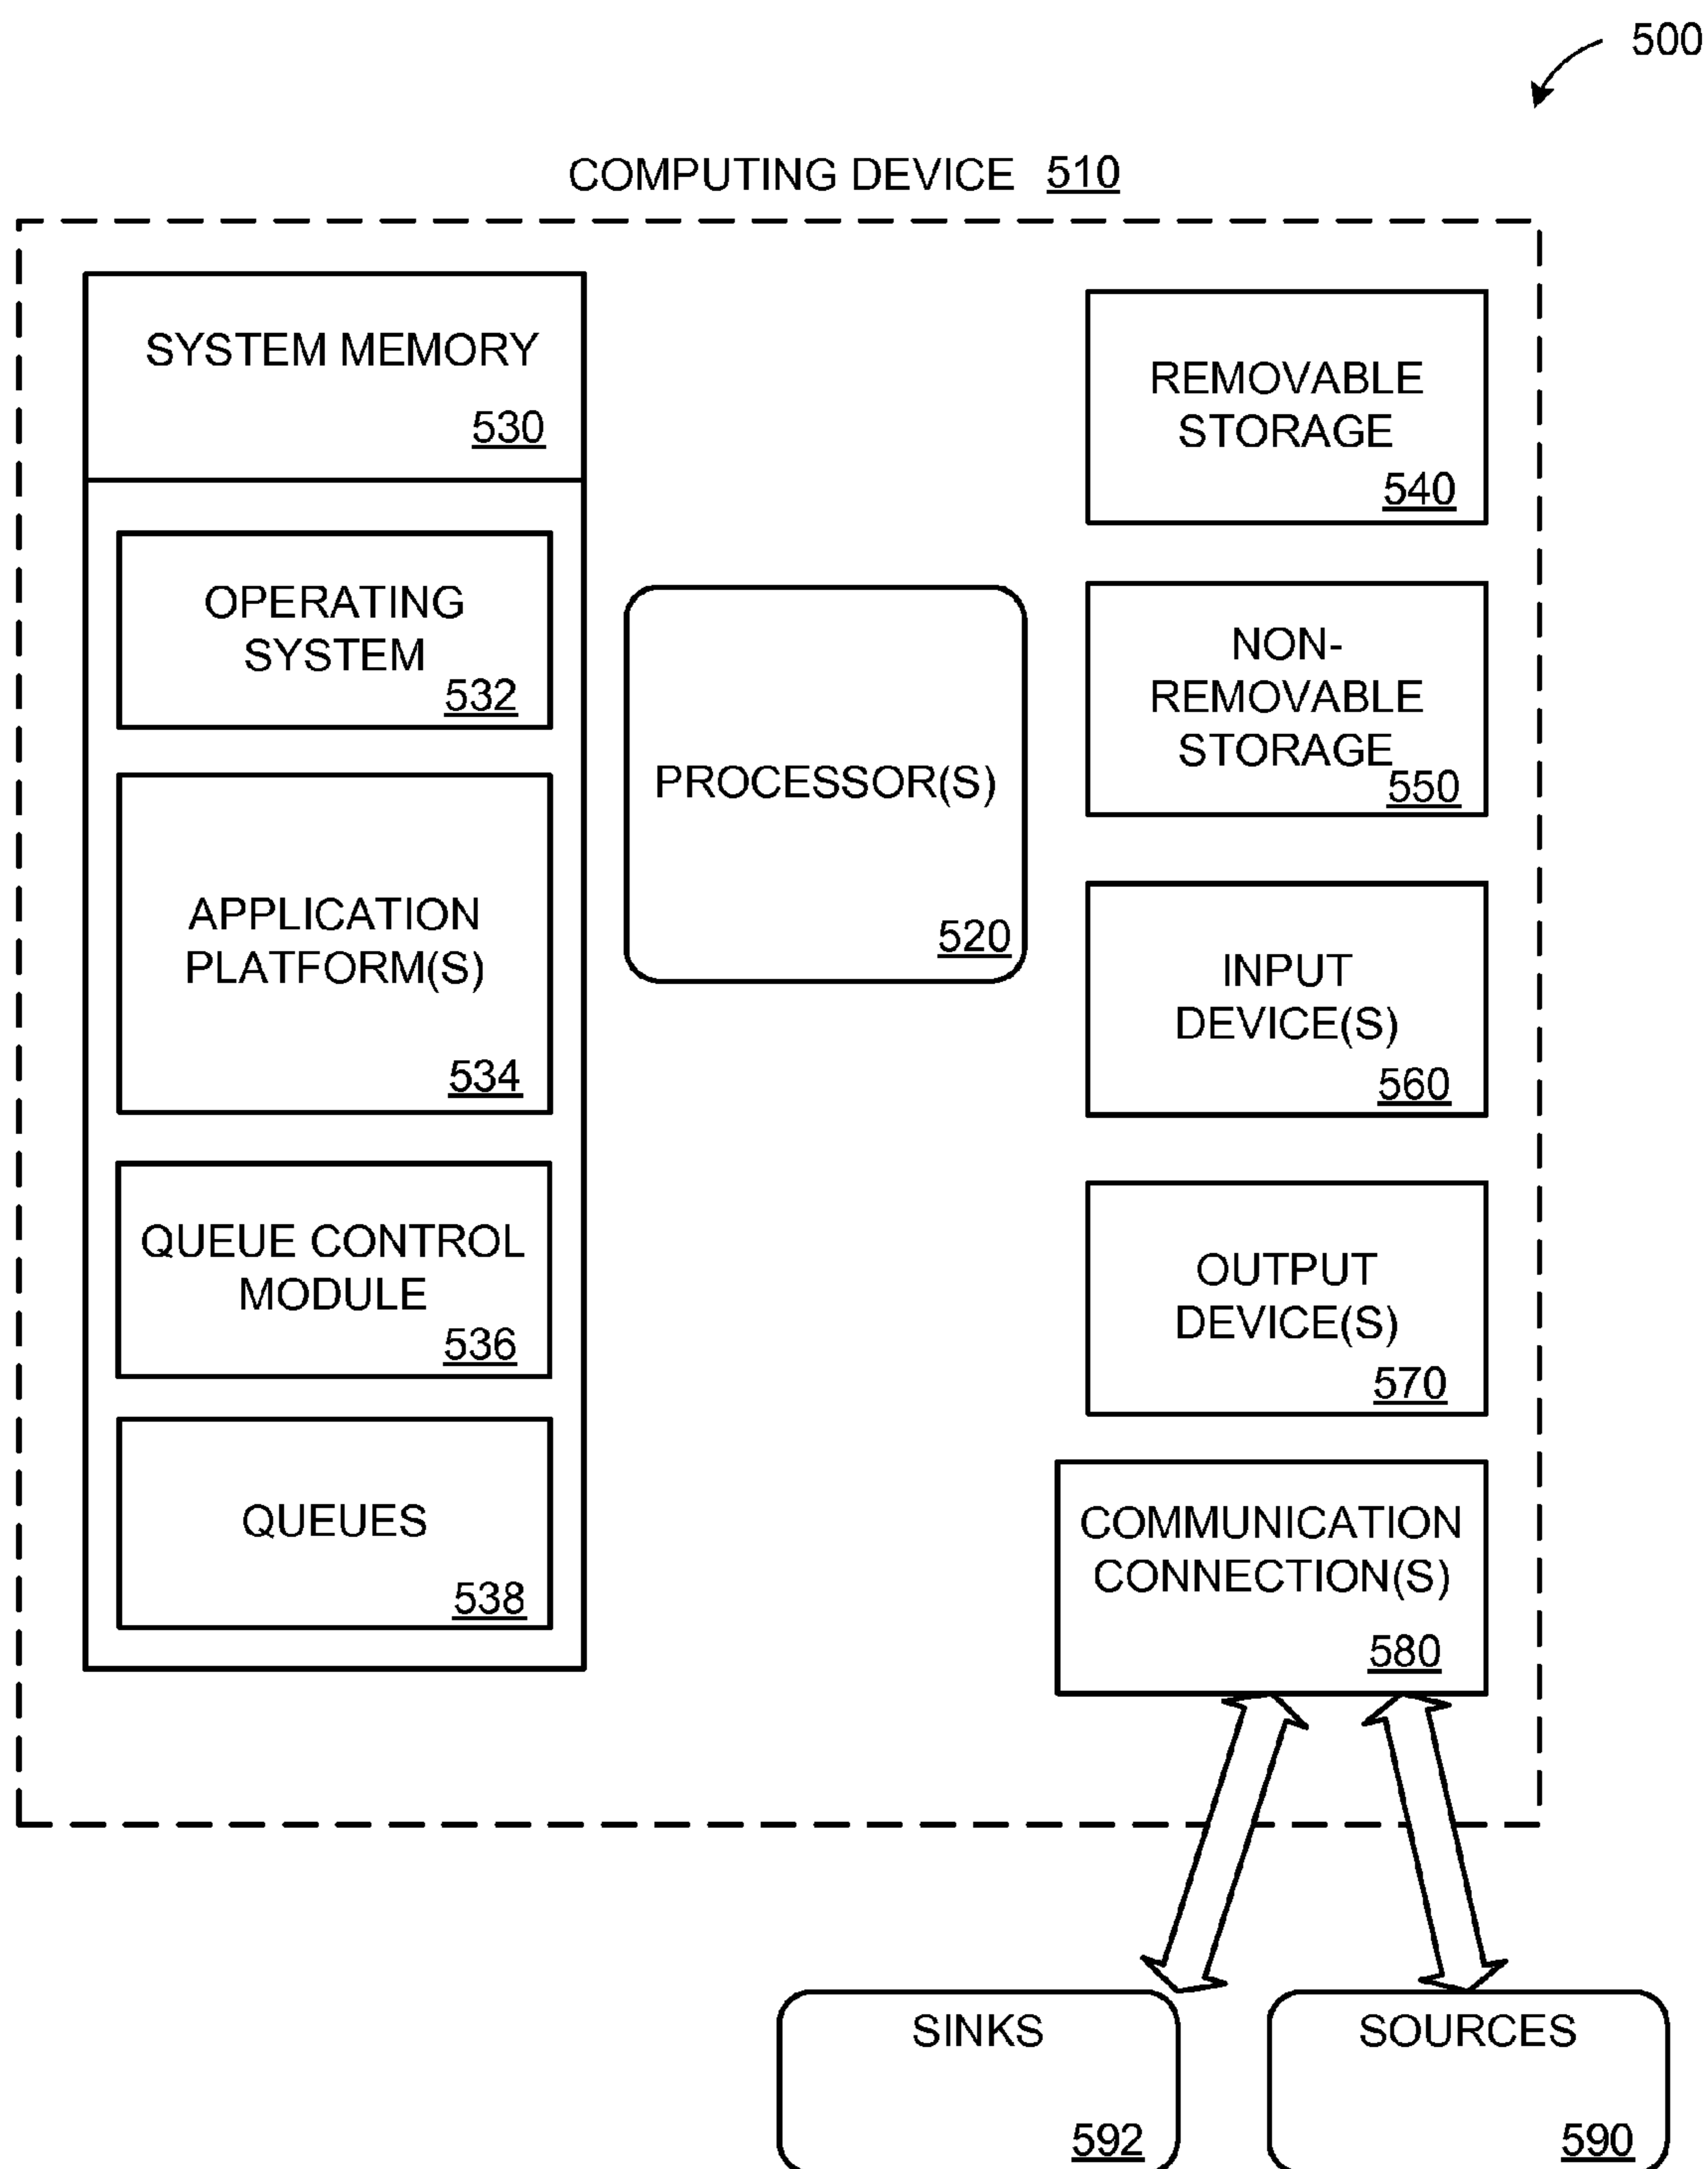 500
COMPUTING DEVICE 510
SYSTEM MEMORY
530
OPERATING
SYSTEM
532
APPLICATION
PLATFORM(S)
534
QUEUE CONTROL
MODULE
536
QUEUES
538
PROCESSOR(S)
520
REMOVABLE
STORAGE
540
NON-
REMOVABLE
STORAGE
550
INPUT
DEVICE(S)
560
OUTPUT
DEVICE(S)
570
COMMUNICATION
CONNECTION(S)
580
SINKS
592
SOURCES
590